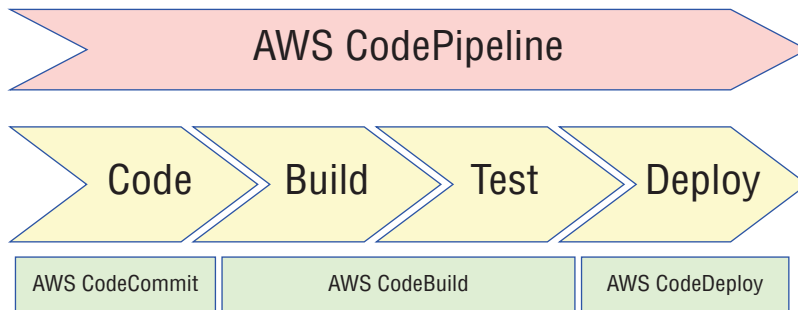 AWS CodePipeline
Code Build Test Deploy
AWS CodeCommit AWS CodeBuild AWS CodeDeploy